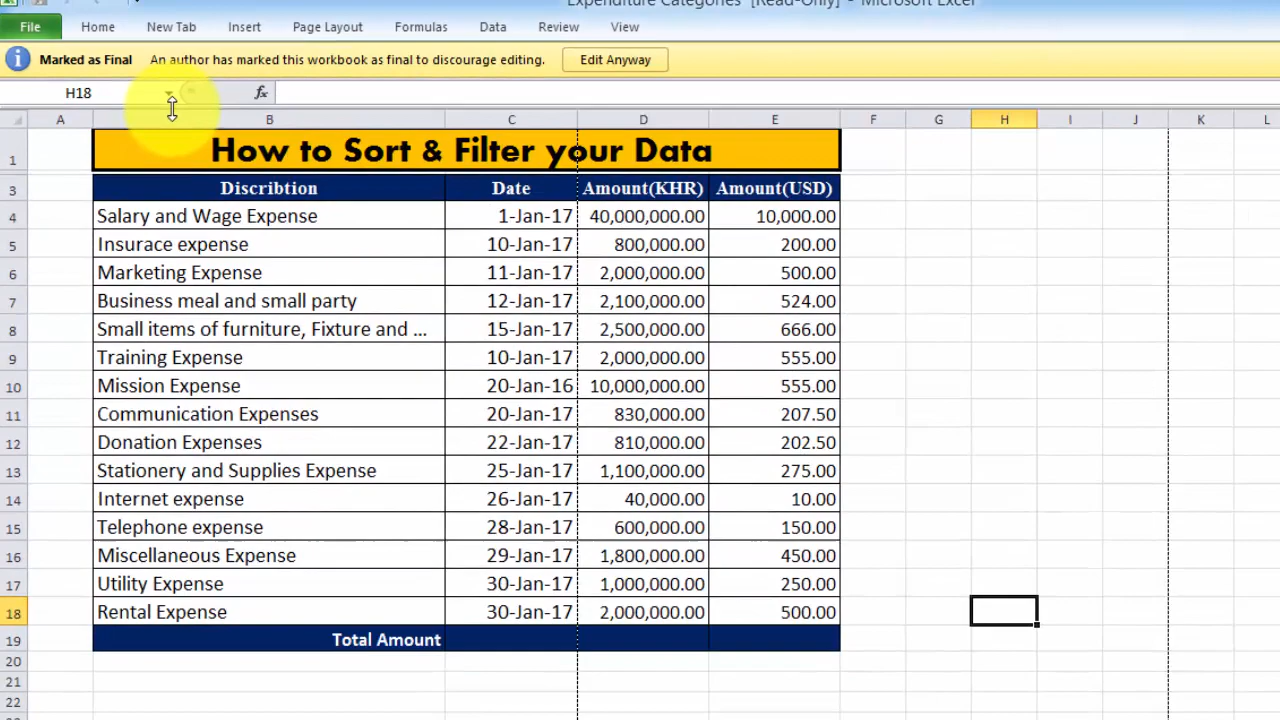 Expenditure Categories [Read-Only] - Microsoft Excel
File Home New Tab Insert Page Layout Formulas Data Review View
Marked as Final An author has marked this workbook as final to discourage editing. Edit Anyway
H18 fx
A B C D E F G H I J K L
1 How to Sort & Filter your Data
3 Discribtion Date Amount(KHR) Amount(USD)
4 Salary and Wage Expense 1-Jan-17 40,000,000.00 10,000.00
5 Insurace expense 10-Jan-17 800,000.00 200.00
6 Marketing Expense 11-Jan-17 2,000,000.00 500.00
7 Business meal and small party 12-Jan-17 2,100,000.00 524.00
8 Small items of furniture, Fixture and ... 15-Jan-17 2,500,000.00 666.00
9 Training Expense 10-Jan-17 2,000,000.00 555.00
10 Mission Expense 20-Jan-16 10,000,000.00 555.00
11 Communication Expenses 20-Jan-17 830,000.00 207.50
12 Donation Expenses 22-Jan-17 810,000.00 202.50
13 Stationery and Supplies Expense 25-Jan-17 1,100,000.00 275.00
14 Internet expense 26-Jan-17 40,000.00 10.00
15 Telephone expense 28-Jan-17 600,000.00 150.00
16 Miscellaneous Expense 29-Jan-17 1,800,000.00 450.00
17 Utility Expense 30-Jan-17 1,000,000.00 250.00
18 Rental Expense 30-Jan-17 2,000,000.00 500.00
19 Total Amount
20
21
22